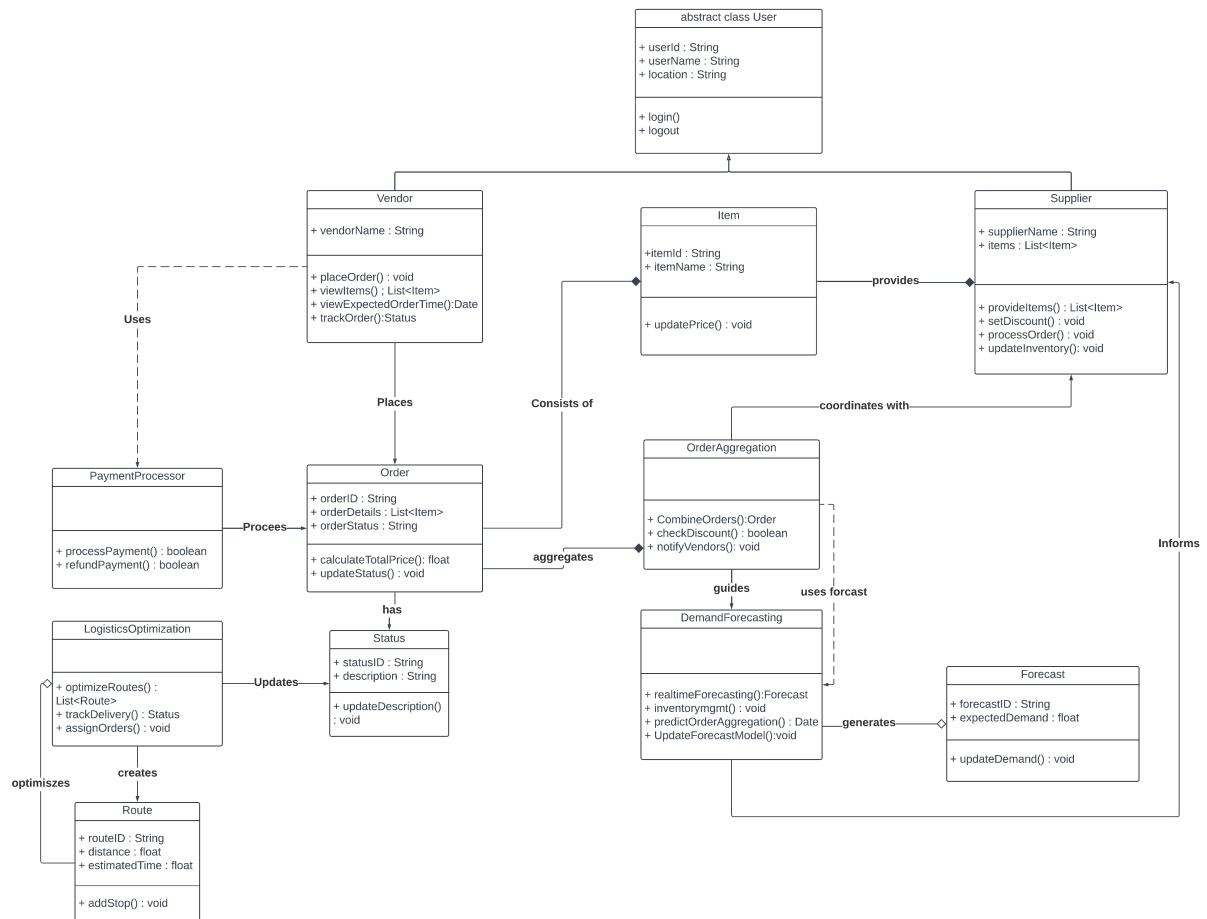 abstract class User
+ userId : String
+ userName : String
+ location : String
+ login()
+ logout
Vendor
+ vendorName : String
+ placeOrder() : void
+ viewItems() ; List<Item>
+ viewExpectedOrderTime():Date
+ trackOrder():Status
Item
+itemId : String
+ itemName : String
+ updatePrice() : void
Supplier
+ supplierName : String
+ items : List<Item>
+ provideItems() : List<Item>
+ setDiscount() : void
+ processOrder() : void
+ updateInventory(): void
provides
Uses
Places
Consists of
coordinates with
PaymentProcessor
+ processPayment() : boolean
+ refundPayment() : boolean
Procees
Order
+ orderID : String
+ orderDetails : List<Item>
+ orderStatus : String
+ calculateTotalPrice(): float
+ updateStatus() : void
aggregates
OrderAggregation
+ CombineOrders():Order
+ checkDiscount() : boolean
+ notifyVendors(): void
Informs
guides
uses forcast
has
LogisticsOptimization
+ optimizeRoutes() :
List<Route>
+ trackDelivery() : Status
+ assignOrders() : void
Updates
Status
+ statusID : String
+ description : String
+ updateDescription()
: void
DemandForecasting
+ realtimeForecasting():Forecast
+ inventorymgmt() : void
+ predictOrderAggregation() : Date
+ UpdateForecastModel():void
generates
Forecast
+ forecastID : String
+ expectedDemand : float
+ updateDemand() : void
optimiszes
creates
Route
+ routeID : String
+ distance : float
+ estimatedTime : float
+ addStop() : void